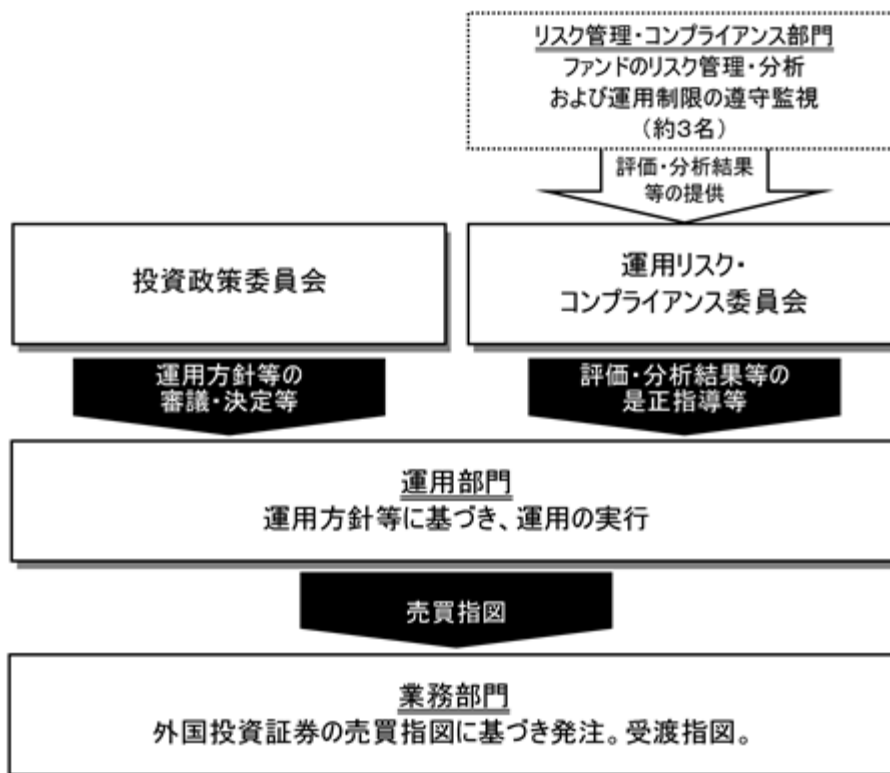 リスク管理・コンプライアンス部門
ファンドのリスク管理・分析
および運用制限の遵守監視
（約３名）
評価・分析結果
等の提供
投資政策委員会
運用リスク・
コンプライアンス委員会
運用方針等の
審議・決定等
評価・分析結果等の
是正指導等
運用部門
運用方針等に基づき、運用の実行
売買指図
業務部門
外国投資証券の売買指図に基づき発注。受渡指図。